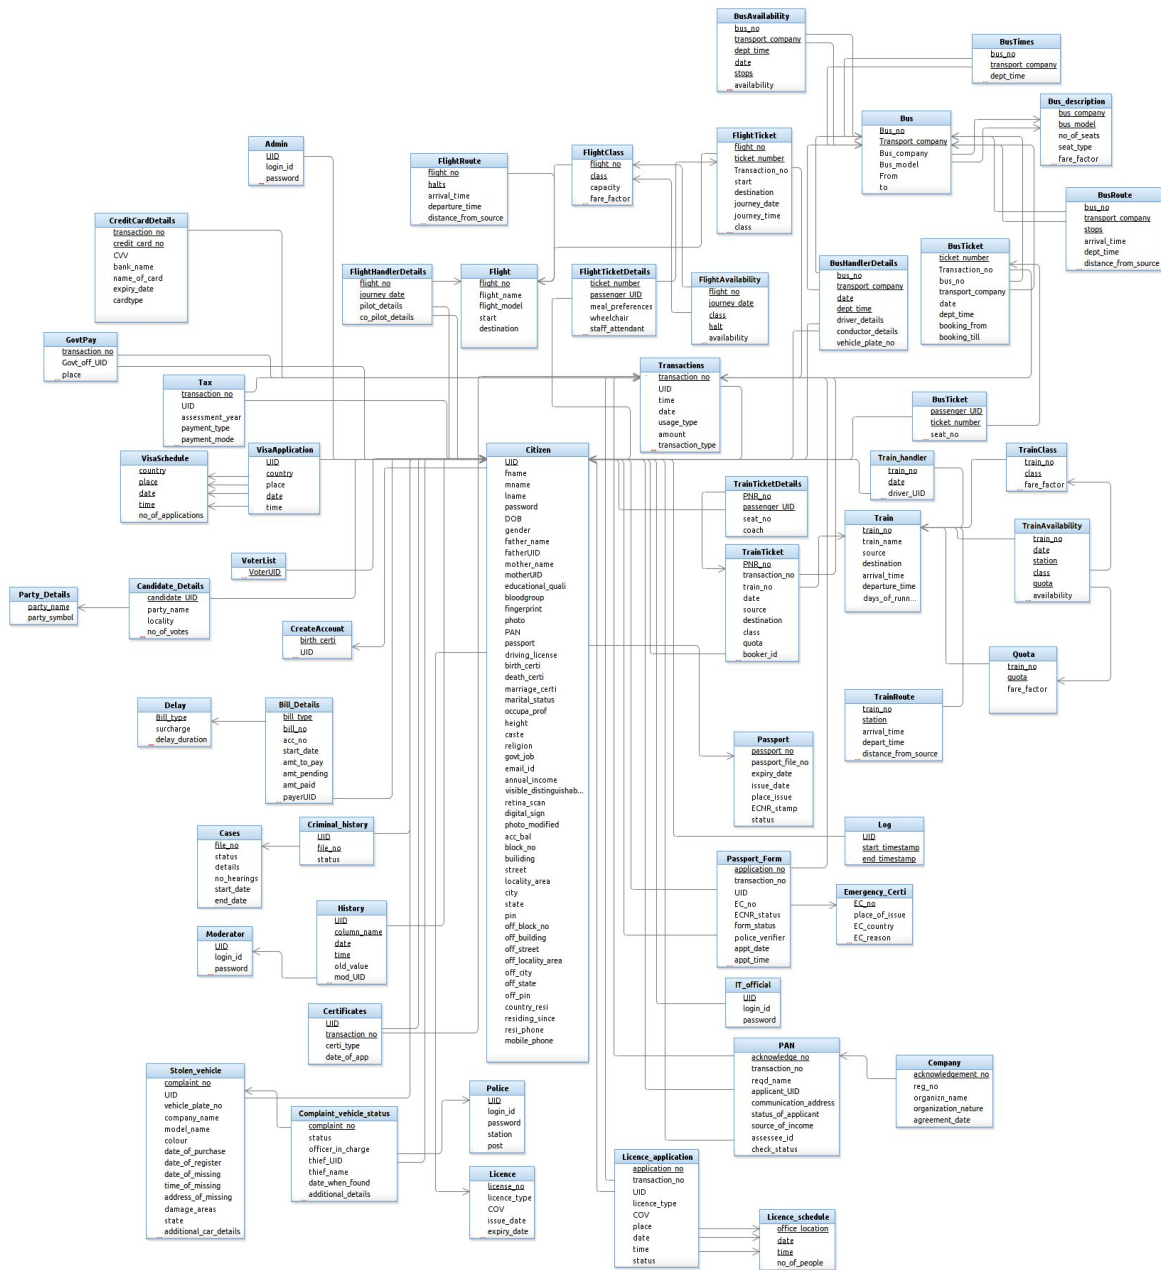 BusAvailability
bus_no
transport_company
dept_time
date
stops
availability
BusTimes
bus_no
transport_company
dept_time
Bus_description
bus_company
bus_model
no_of_seats
seat_type
fare_factor
Bus
Bus_no
Transport_company
Bus_company
Bus_model
From
to
Admin
UID
login_id
password
FlightRoute
flight_no
halts
arrival_time
departure_time
distance_from_source
FlightClass
flight_no
class
capacity
fare_factor
FlightTicket
flight_no
ticket_number
Transaction_no
start
destination
journey_date
journey_time
class
BusRoute
bus_no
transport_company
stops
arrival_time
dept_time
distance_from_source
CreditCardDetails
transaction_no
credit_card_no
CVV
bank_name
name_of_card
expiry_date
cardtype
FlightHandlerDetails
flight_no
journey_date
pilot_details
co_pilot_details
Flight
flight_no
flight_name
flight_model
start
destination
FlightTicketDetails
ticket_number
passenger_UID
meal_preferences
wheelchair
staff_attendant
FlightAvailability
flight_no
journey_date
class
halt
availability
BusHandlerDetails
bus_no
transport_company
date
dept_time
driver_details
conductor_details
vehicle_plate_no
BusTicket
ticket_number
Transaction_no
bus_no
transport_company
date
dept_time
booking_from
booking_till
GovtPay
transaction_no
Govt_off_UID
place
Tax
transaction_no
UID
assessment_year
payment_type
payment_mode
Transactions
transaction_no
UID
time
date
usage_type
amount
transaction_type
BusTicket
passenger_UID
ticket_number
seat_no
VisaSchedule
country
place
date
time
no_of_applications
VisaApplication
UID
country
place
date
time
Citizen
UID
fname
mname
lname
password
DOB
gender
father_name
fatherUID
mother_name
motherUID
educational_quali
bloodgroup
fingerprint
photo
PAN
passport
driving_license
birth_certi
death_certi
marriage_certi
marital_status
occupa_prof
height
caste
religion
govt_job
email_id
annual_income
visible_distinguishab...
retina_scan
digital_sign
photo_modified
acc_bal
block_no
building
street
locality_area
city
state
pin
off_block_no
off_building
off_street
off_locality_area
off_city
off_state
off_pin
country_resi
residing_since
resi_phone
mobile_phone
Train_handler
train_no
date
driver_UID
TrainClass
train_no
class
fare_factor
TrainTicketDetails
PNR_no
passenger_UID
seat_no
coach
Train
train_no
train_name
source
destination
arrival_time
departure_time
days_of_runn...
TrainAvailability
train_no
date
station
class
quota
availability
TrainTicket
PNR_no
transaction_no
train_no
date
source
destination
class
quota
booker_id
VoterList
VoterUID
Party_Details
party_name
party_symbol
Candidate_Details
candidate_UID
party_name
locality
no_of_votes
CreateAccount
birth_certi
UID
Quota
train_no
quota
fare_factor
TrainRoute
train_no
station
arrival_time
depart_time
distance_from_source
Delay
Bill_type
surcharge
delay_duration
Bill_Details
bill_type
bill_no
acc_no
start_date
amt_to_pay
amt_pending
amt_paid
payerUID
Passport
passport_no
passport_file_no
expiry_date
issue_date
place_issue
ECNR_stamp
status
Cases
file_no
status
details
no_hearings
start_date
end_date
Criminal_history
UID
file_no
status
Log
UID
start_timestamp
end_timestamp
Passport_Form
application_no
transaction_no
UID
EC_no
ECNR_status
form_status
police_verifier
appt_date
appt_time
Emergency_Certi
EC_no
place_of_issue
EC_country
EC_reason
History
UID
column_name
date
time
old_value
mod_UID
Moderator
UID
login_id
password
IT_official
UID
login_id
password
Certificates
UID
transaction_no
certi_type
date_of_app
PAN
acknowledge_no
transaction_no
reqd_name
applicant_UID
communication_address
status_of_applicant
source_of_income
assessee_id
check_status
Company
acknowledgement_no
reg_no
organizn_name
organization_nature
agreement_date
Stolen_vehicle
complaint_no
UID
vehicle_plate_no
company_name
model_name
colour
date_of_purchase
date_of_register
date_of_missing
time_of_missing
address_of_missing
damage_areas
state
additional_car_details
Complaint_vehicle_status
complaint_no
status
officer_in_charge
thief_UID
thief_name
date_when_found
additional_details
Police
UID
login_id
password
station
post
Licence
license_no
licence_type
COV
issue_date
expiry_date
Licence_application
application_no
transaction_no
UID
licence_type
COV
place
date
time
status
Licence_schedule
office_location
date
time
no_of_people